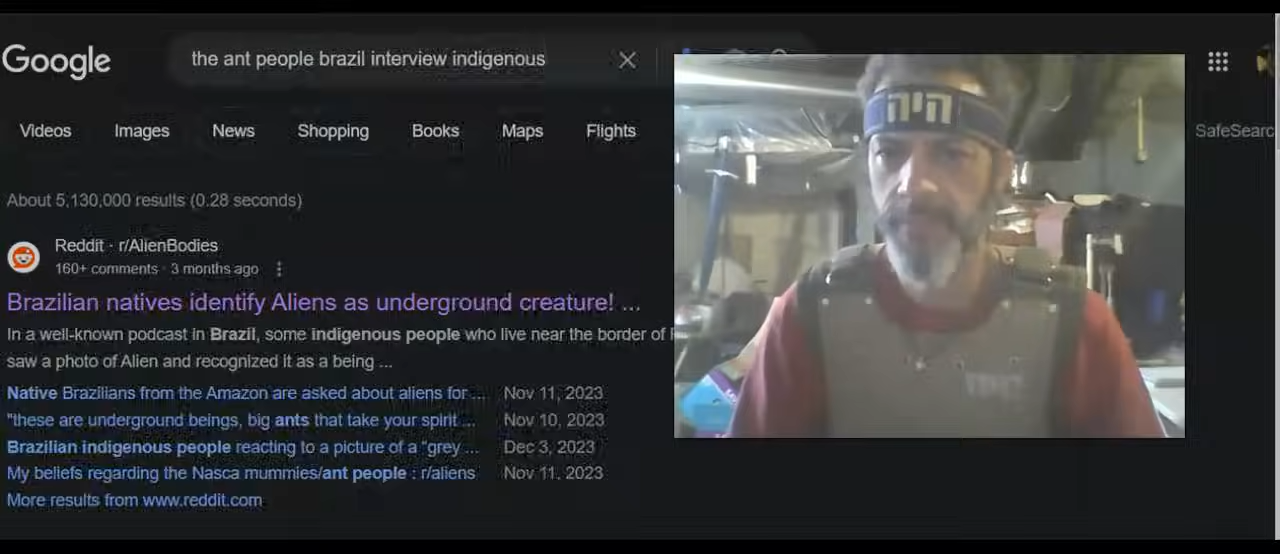 Google
the ant people brazil interview indigenous
Videos Images News Shopping Books Maps Flights
SafeSearc
About 5,130,000 results (0.28 seconds)
Reddit · r/AlienBodies
160+ comments · 3 months ago
Brazilian natives identify Aliens as underground creature! ...
In a well-known podcast in Brazil, some indigenous people who live near the border of
saw a photo of Alien and recognized it as a being ...
Native Brazilians from the Amazon are asked about aliens for ... Nov 11, 2023
"these are underground beings, big ants that take your spirit ... Nov 10, 2023
Brazilian indigenous people reacting to a picture of a "grey ... Dec 3, 2023
My beliefs regarding the Nasca mummies/ant people : r/aliens Nov 11, 2023
More results from www.reddit.com
היה